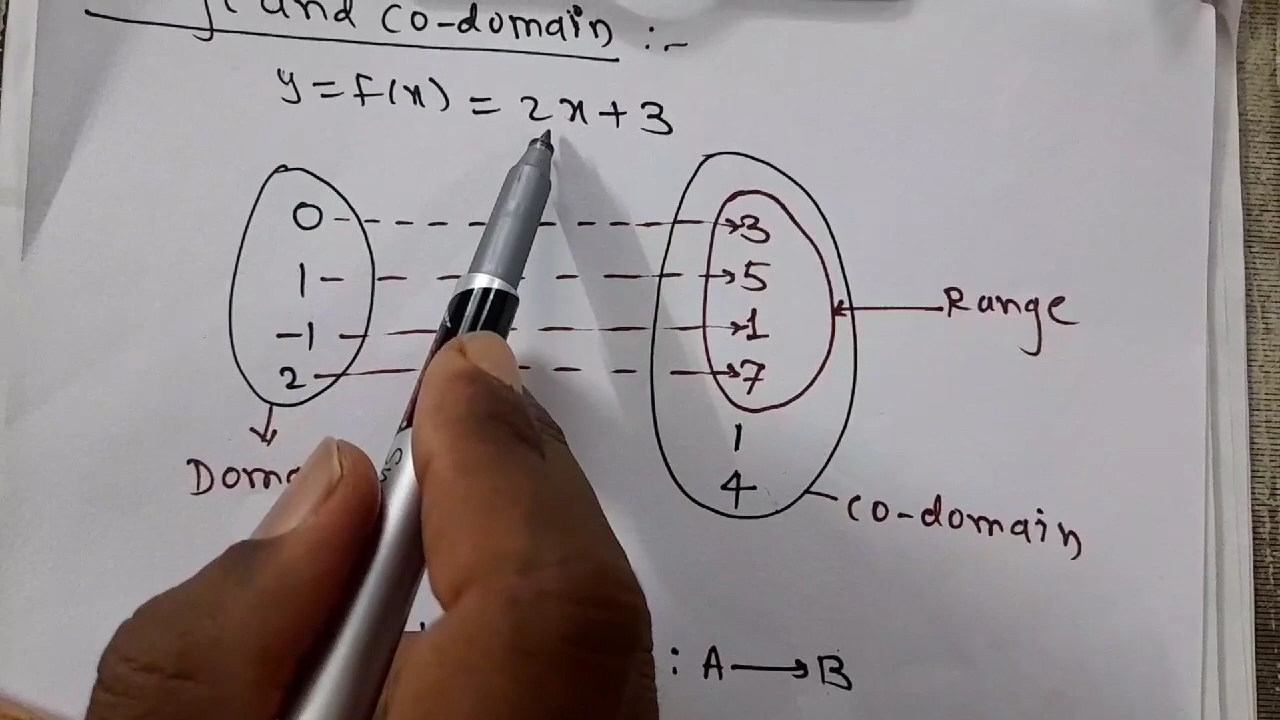 and co-domain :-
y = f(x) = 2x + 3
0 3
1 5
-1 1
2 7
Range
1
4
co-domain
: A → B